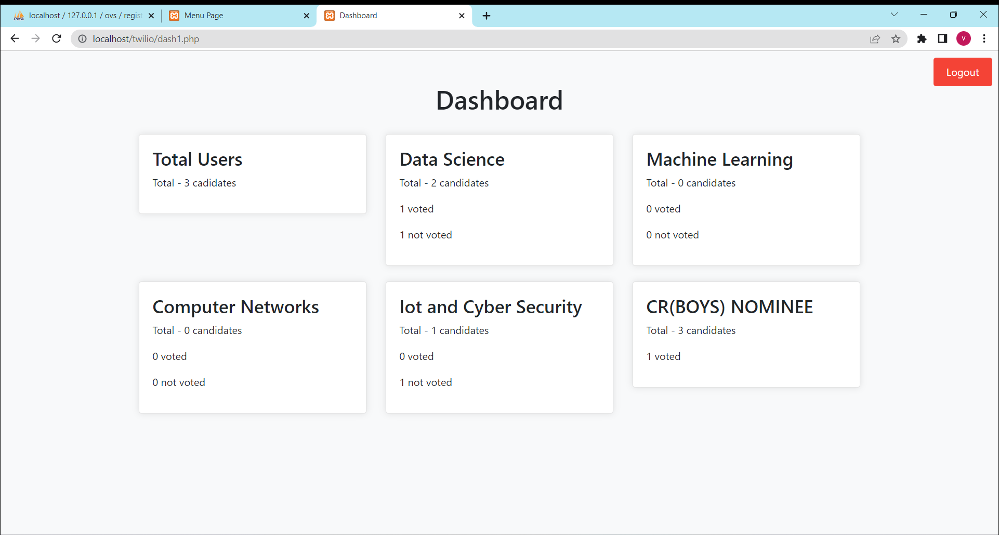 PMA localhost / 127.0.0.1 / ovs / regist
Menu Page
Dashboard
localhost/twilio/dash1.php
V
Logout
Dashboard
Total Users
Total - 3 cadidates
Data Science
Total - 2 candidates
1 voted
1 not voted
Machine Learning
Total - 0 candidates
0 voted
0 not voted
Computer Networks
Total - 0 candidates
0 voted
0 not voted
Iot and Cyber Security
Total - 1 candidates
0 voted
1 not voted
CR(BOYS) NOMINEE
Total - 3 candidates
1 voted